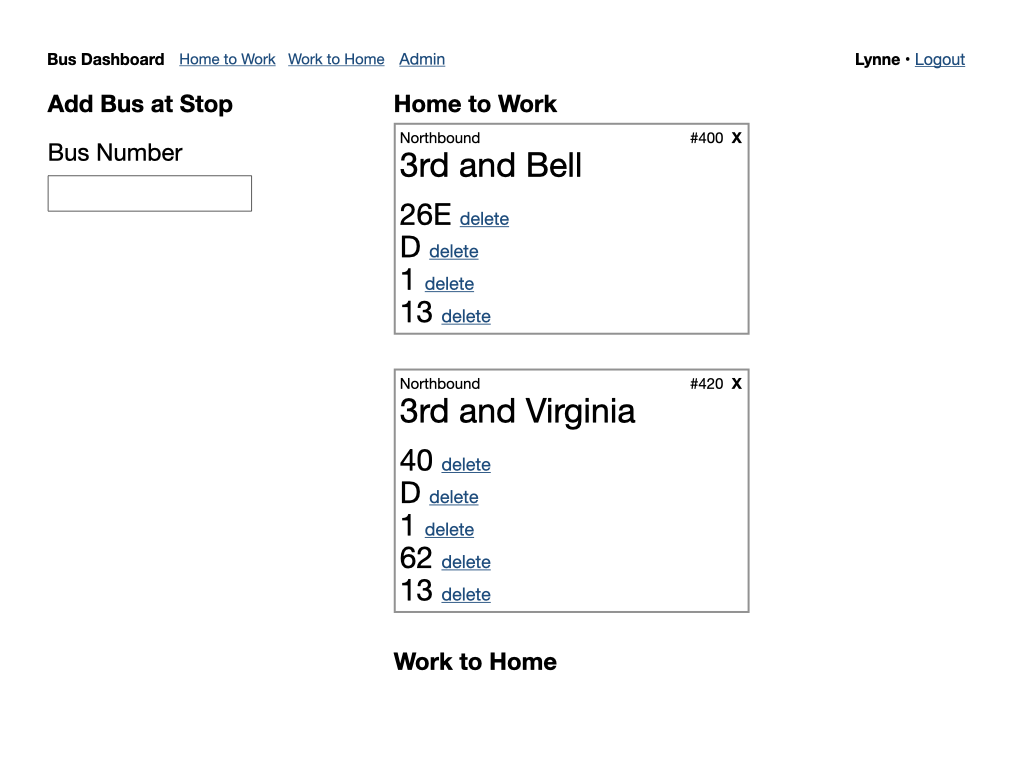 Bus Dashboard Home to Work Work to Home Admin Lynne • Logout
Add Bus at Stop
Bus Number
Home to Work
Northbound #400 X
3rd and Bell
26E delete
D delete
1 delete
13 delete
Northbound #420 X
3rd and Virginia
40 delete
D delete
1 delete
62 delete
13 delete
Work to Home